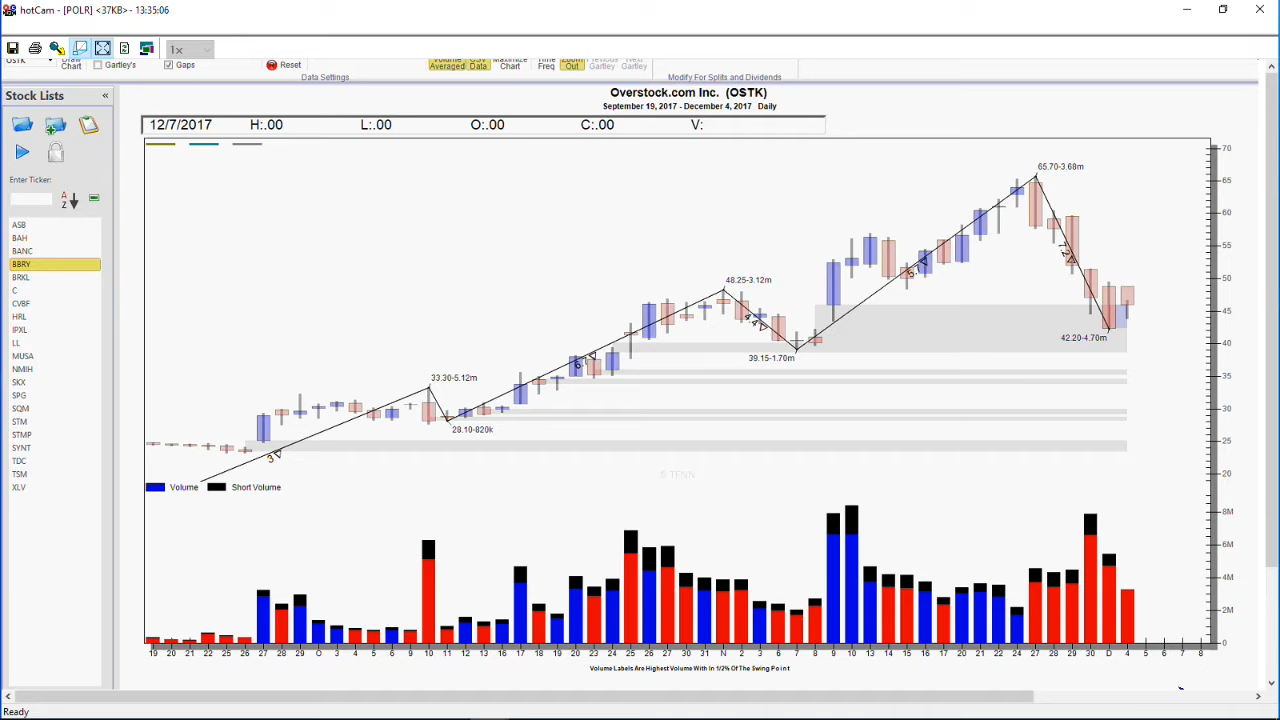 hotCam - [POLR] <37KB> - 13:35:06
1x
OSTK
Draw
Chart
Gartley's
Gaps
Reset
Data Settings
Volume
Averaged
CSV
Data
Maximize
Chart
Time
Freq
Zoom
Out
Previous
Gartley
Next
Gartley
Modify For Splits and Dividends
Stock Lists
Enter Ticker:
A
Z
ASB
BAH
BANC
BBRY
BRKL
C
CVBF
HRL
IPXL
LL
MUSA
NMIH
SKX
SPG
SQM
STM
STMP
SYNT
TDC
TSM
XLV
Overstock.com Inc. (OSTK)
September 19, 2017 - December 4, 2017 Daily
12/7/2017 H:.00 L:.00 O:.00 C:.00 V:
65.70-3.68m
48.25-3.12m
42.20-4.70m
39.15-1.70m
33.30-5.12m
28.10-820k
70
65
60
55
50
45
40
35
30
25
20
© TFNN
Volume Short Volume
8M
6M
4M
2M
0
19 20 21 22 25 26 27 28 29 O 3 4 5 6 9 10 11 12 13 16 17 18 19 20 23 24 25 26 27 30 31 N 2 3 6 7 8 9 10 13 14 15 16 17 20 21 22 24 27 28 29 30 D 4 5 6 7 8
Volume Labels Are Highest Volume With In 1/2% Of The Swing Point
Ready